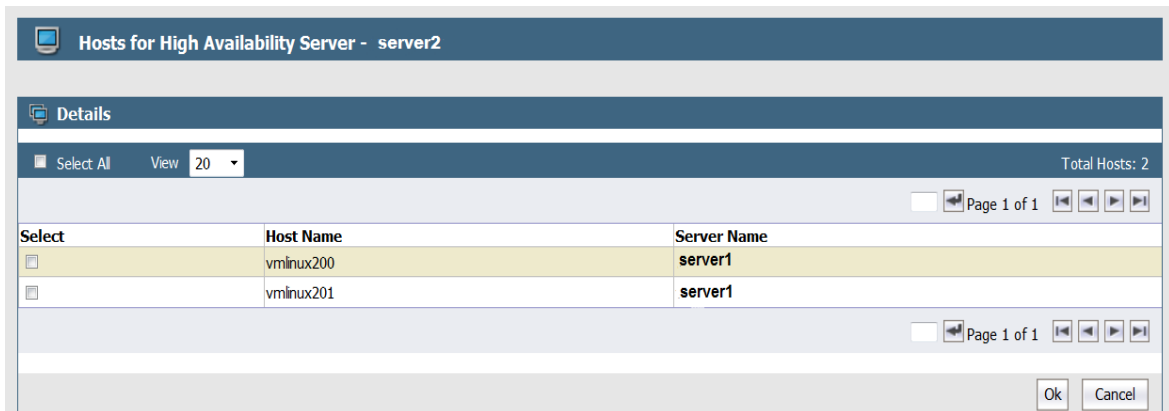 Hosts for High Availability Server - server2
Details
Select All View 20 Total Hosts: 2
Page 1 of 1
Select Host Name Server Name
vmlinux200 server1
vmlinux201 server1
Page 1 of 1
Ok Cancel